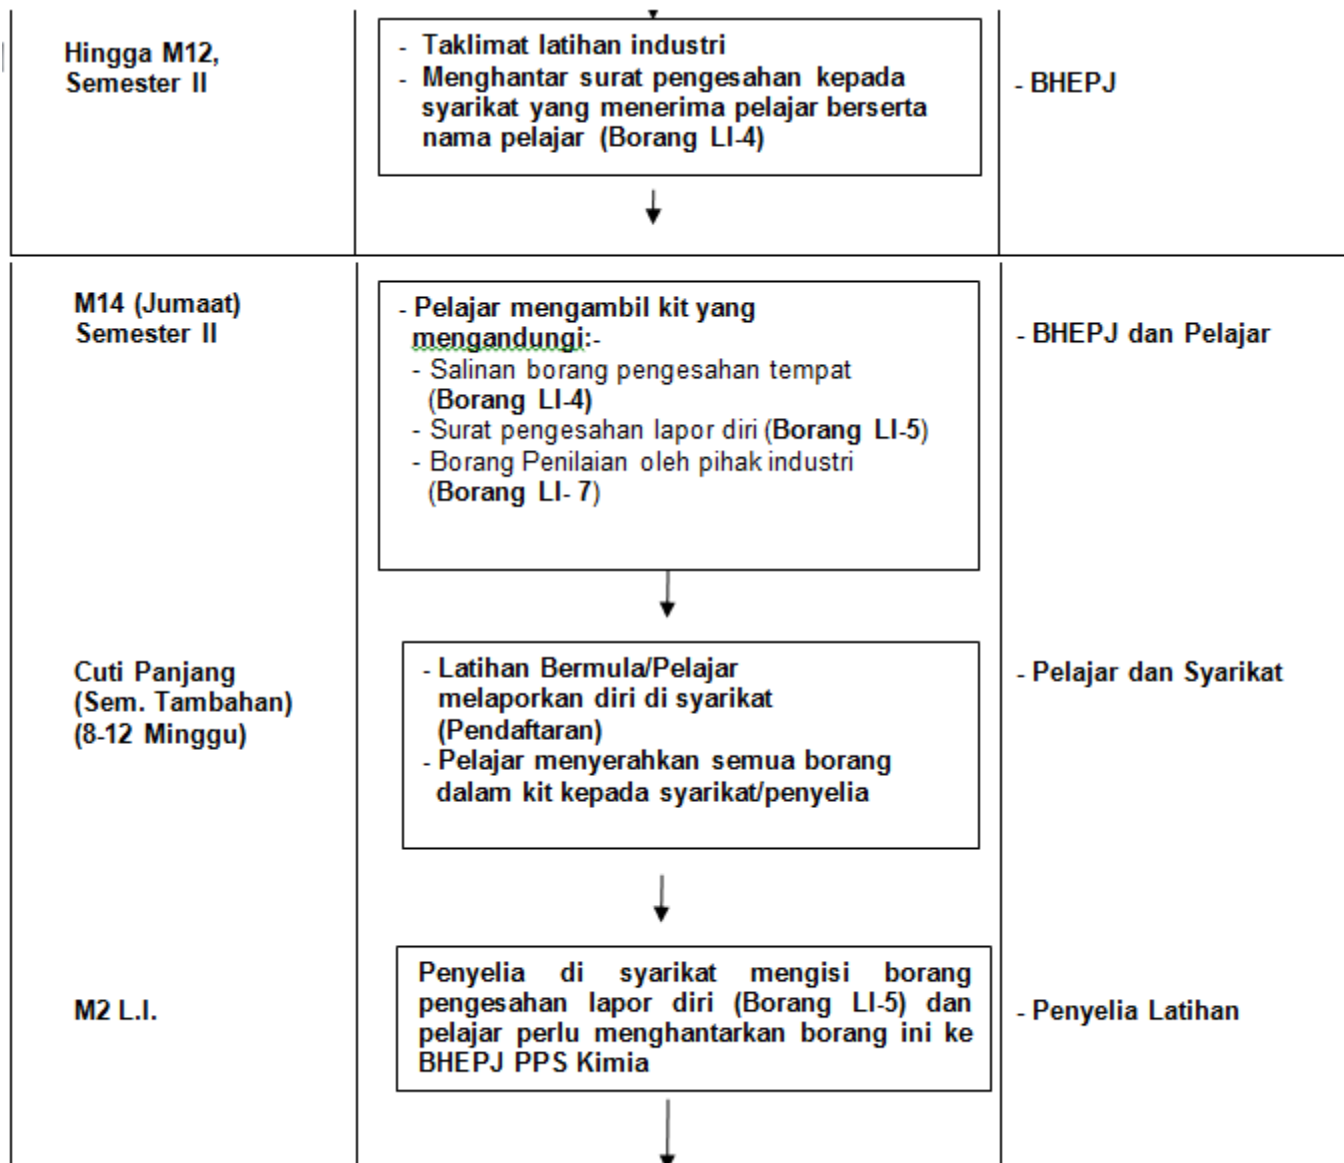 Hingga M12,
Semester II
- Taklimat latihan industri
- Menghantar surat pengesahan kepada
syarikat yang menerima pelajar berserta
nama pelajar (Borang LI-4)
- BHEPJ
M14 (Jumaat)
Semester II
- Pelajar mengambil kit yang
mengandungi:-
- Salinan borang pengesahan tempat
(Borang LI-4)
- Surat pengesahan lapor diri (Borang LI-5)
- Borang Penilaian oleh pihak industri
(Borang LI- 7)
- BHEPJ dan Pelajar
Cuti Panjang
(Sem. Tambahan)
(8-12 Minggu)
- Latihan Bermula/Pelajar
melaporkan diri di syarikat
(Pendaftaran)
- Pelajar menyerahkan semua borang
dalam kit kepada syarikat/penyelia
- Pelajar dan Syarikat
M2 L.I.
Penyelia di syarikat mengisi borang
pengesahan lapor diri (Borang LI-5) dan
pelajar perlu menghantarkan borang ini ke
BHEPJ PPS Kimia
- Penyelia Latihan